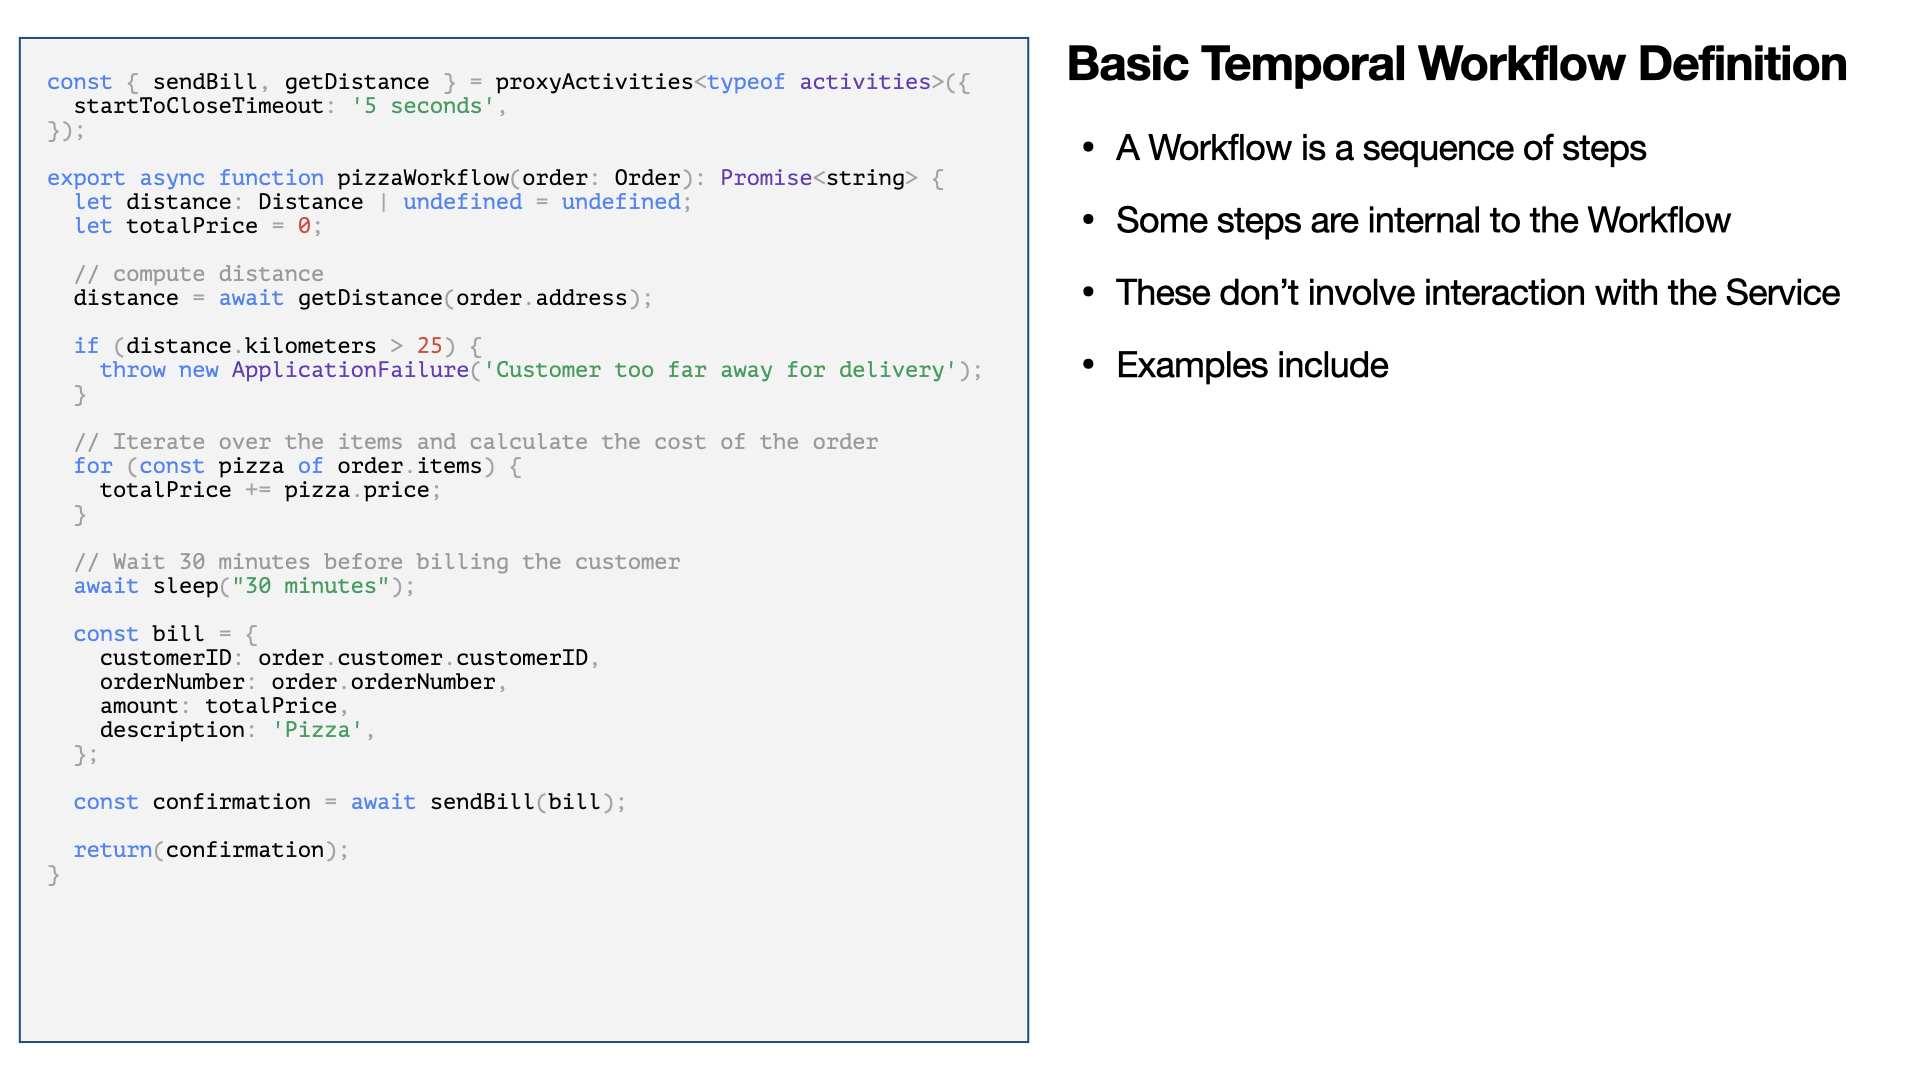 const { sendBill, getDistance } = proxyActivities<typeof activities>({
  startToCloseTimeout: '5 seconds',
});

export async function pizzaWorkflow(order: Order): Promise<string> {
  let distance: Distance | undefined = undefined;
  let totalPrice = 0;

  // compute distance
  distance = await getDistance(order.address);

  if (distance.kilometers > 25) {
    throw new ApplicationFailure('Customer too far away for delivery');
  }

  // Iterate over the items and calculate the cost of the order
  for (const pizza of order.items) {
    totalPrice += pizza.price;
  }

  // Wait 30 minutes before billing the customer
  await sleep("30 minutes");

  const bill = {
    customerID: order.customer.customerID,
    orderNumber: order.orderNumber,
    amount: totalPrice,
    description: 'Pizza',
  };

  const confirmation = await sendBill(bill);

  return(confirmation);
}
Basic Temporal Workflow Definition
• A Workflow is a sequence of steps
• Some steps are internal to the Workflow
• These don’t involve interaction with the Service
• Examples include